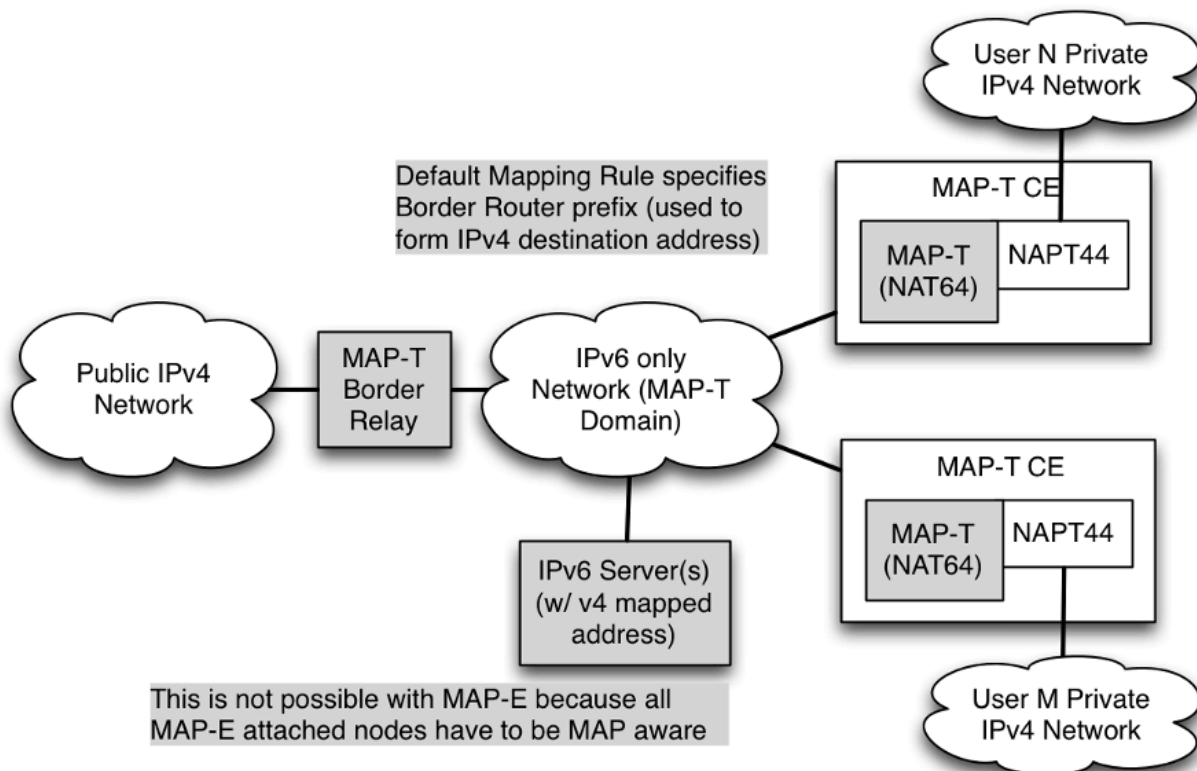 User N Private
IPv4 Network
Default Mapping Rule specifies
Border Router prefix (used to
form IPv4 destination address)
MAP-T CE
MAP-T
(NAT64)
NAPT44
Public IPv4
Network
MAP-T
Border
Relay
IPv6 only
Network (MAP-T
Domain)
MAP-T CE
MAP-T
(NAT64)
NAPT44
IPv6 Server(s)
(w/ v4 mapped
address)
This is not possible with MAP-E because all
MAP-E attached nodes have to be MAP aware
User M Private
IPv4 Network